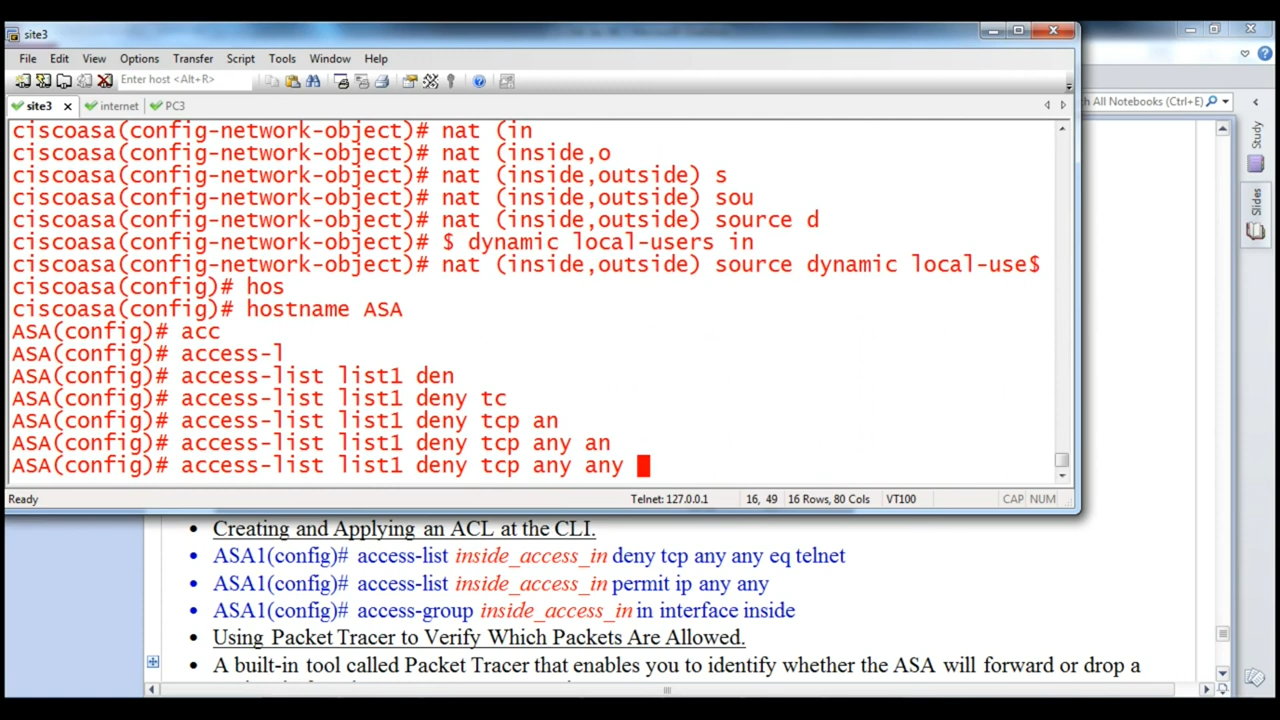 site3
File Edit View Options Transfer Script Tools Window Help
Enter host <Alt+R>
site3 internet PC3
ch All Notebooks (Ctrl+E)
Study
Slides
ciscoasa(config-network-object)# nat (in
ciscoasa(config-network-object)# nat (inside,o
ciscoasa(config-network-object)# nat (inside,outside) s
ciscoasa(config-network-object)# nat (inside,outside) sou
ciscoasa(config-network-object)# nat (inside,outside) source d
ciscoasa(config-network-object)# $ dynamic local-users in
ciscoasa(config-network-object)# nat (inside,outside) source dynamic local-use$
ciscoasa(config)# hos
ciscoasa(config)# hostname ASA
ASA(config)# acc
ASA(config)# access-l
ASA(config)# access-list list1 den
ASA(config)# access-list list1 deny tc
ASA(config)# access-list list1 deny tcp an
ASA(config)# access-list list1 deny tcp any an
ASA(config)# access-list list1 deny tcp any any
Ready Telnet: 127.0.0.1 16, 49 16 Rows, 80 Cols VT100 CAP NUM
• Creating and Applying an ACL at the CLI.
• ASA1(config)# access-list inside_access_in deny tcp any any eq telnet
• ASA1(config)# access-list inside_access_in permit ip any any
• ASA1(config)# access-group inside_access_in in interface inside
• Using Packet Tracer to Verify Which Packets Are Allowed.
• A built-in tool called Packet Tracer that enables you to identify whether the ASA will forward or drop a